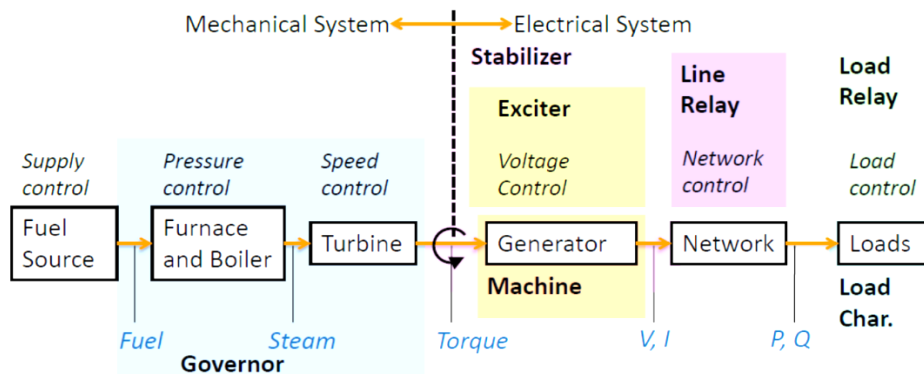 Mechanical System
Electrical System
Stabilizer
Line
Relay
Load
Relay
Exciter
Supply
control
Pressure
control
Speed
control
Voltage
Control
Network
control
Load
control
Fuel
Source
Furnace
and Boiler
Turbine
Generator
Network
Loads
Machine
Load
Char.
Fuel
Steam
Torque
V, I
P, Q
Governor